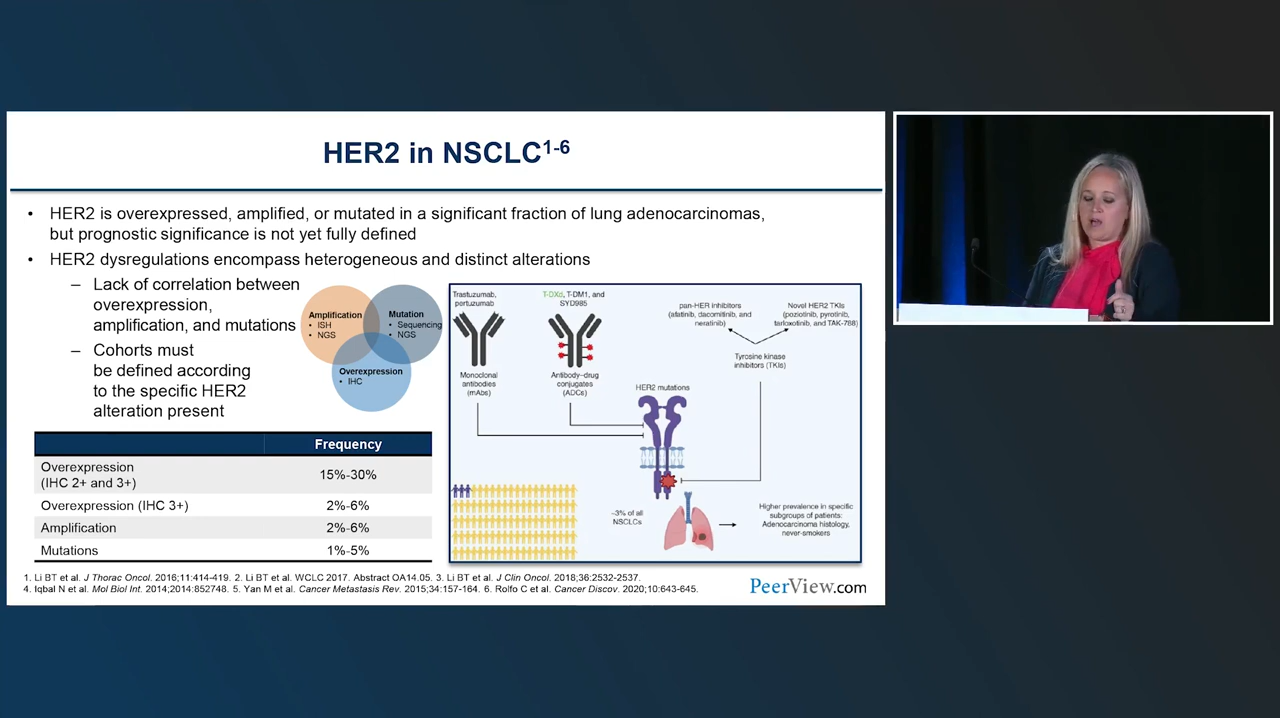 HER2 in NSCLC1-6
• HER2 is overexpressed, amplified, or mutated in a significant fraction of lung adenocarcinomas,
but prognostic significance is not yet fully defined
• HER2 dysregulations encompass heterogeneous and distinct alterations
– Lack of correlation between
overexpression,
amplification, and mutations
– Cohorts must
be defined according
to the specific HER2
alteration present
Amplification
• ISH
• NGS
Mutation
• Sequencing
• NGS
Overexpression
• IHC
Frequency
Overexpression
(IHC 2+ and 3+)
15%-30%
Overexpression (IHC 3+)
2%-6%
Amplification
2%-6%
Mutations
1%-5%
Trastuzumab,
pertuzumab
Monoclonal
antibodies
(mAbs)
T-DXd, T-DM1, and
SYD985
Antibody–drug
conjugates
(ADCs)
pan-HER inhibitors
(afatinib, dacomitinib, and
neratinib)
Novel HER2 TKIs
(poziotinib, pyrotinib,
tarloxotinib, and TAK-788)
Tyrosine kinase
inhibitors (TKIs)
HER2 mutations
~3% of all
NSCLCs
Higher prevalence in specific
subgroups of patients:
Adenocarcinoma histology,
never-smokers
1. Li BT et al. J Thorac Oncol. 2016;11:414-419. 2. Li BT et al. WCLC 2017. Abstract OA14.05. 3. Li BT et al. J Clin Oncol. 2018;36:2532-2537.
4. Iqbal N et al. Mol Biol Int. 2014;2014:852748. 5. Yan M et al. Cancer Metastasis Rev. 2015;34:157-164. 6. Rolfo C et al. Cancer Discov. 2020;10:643-645.
PeerView.com